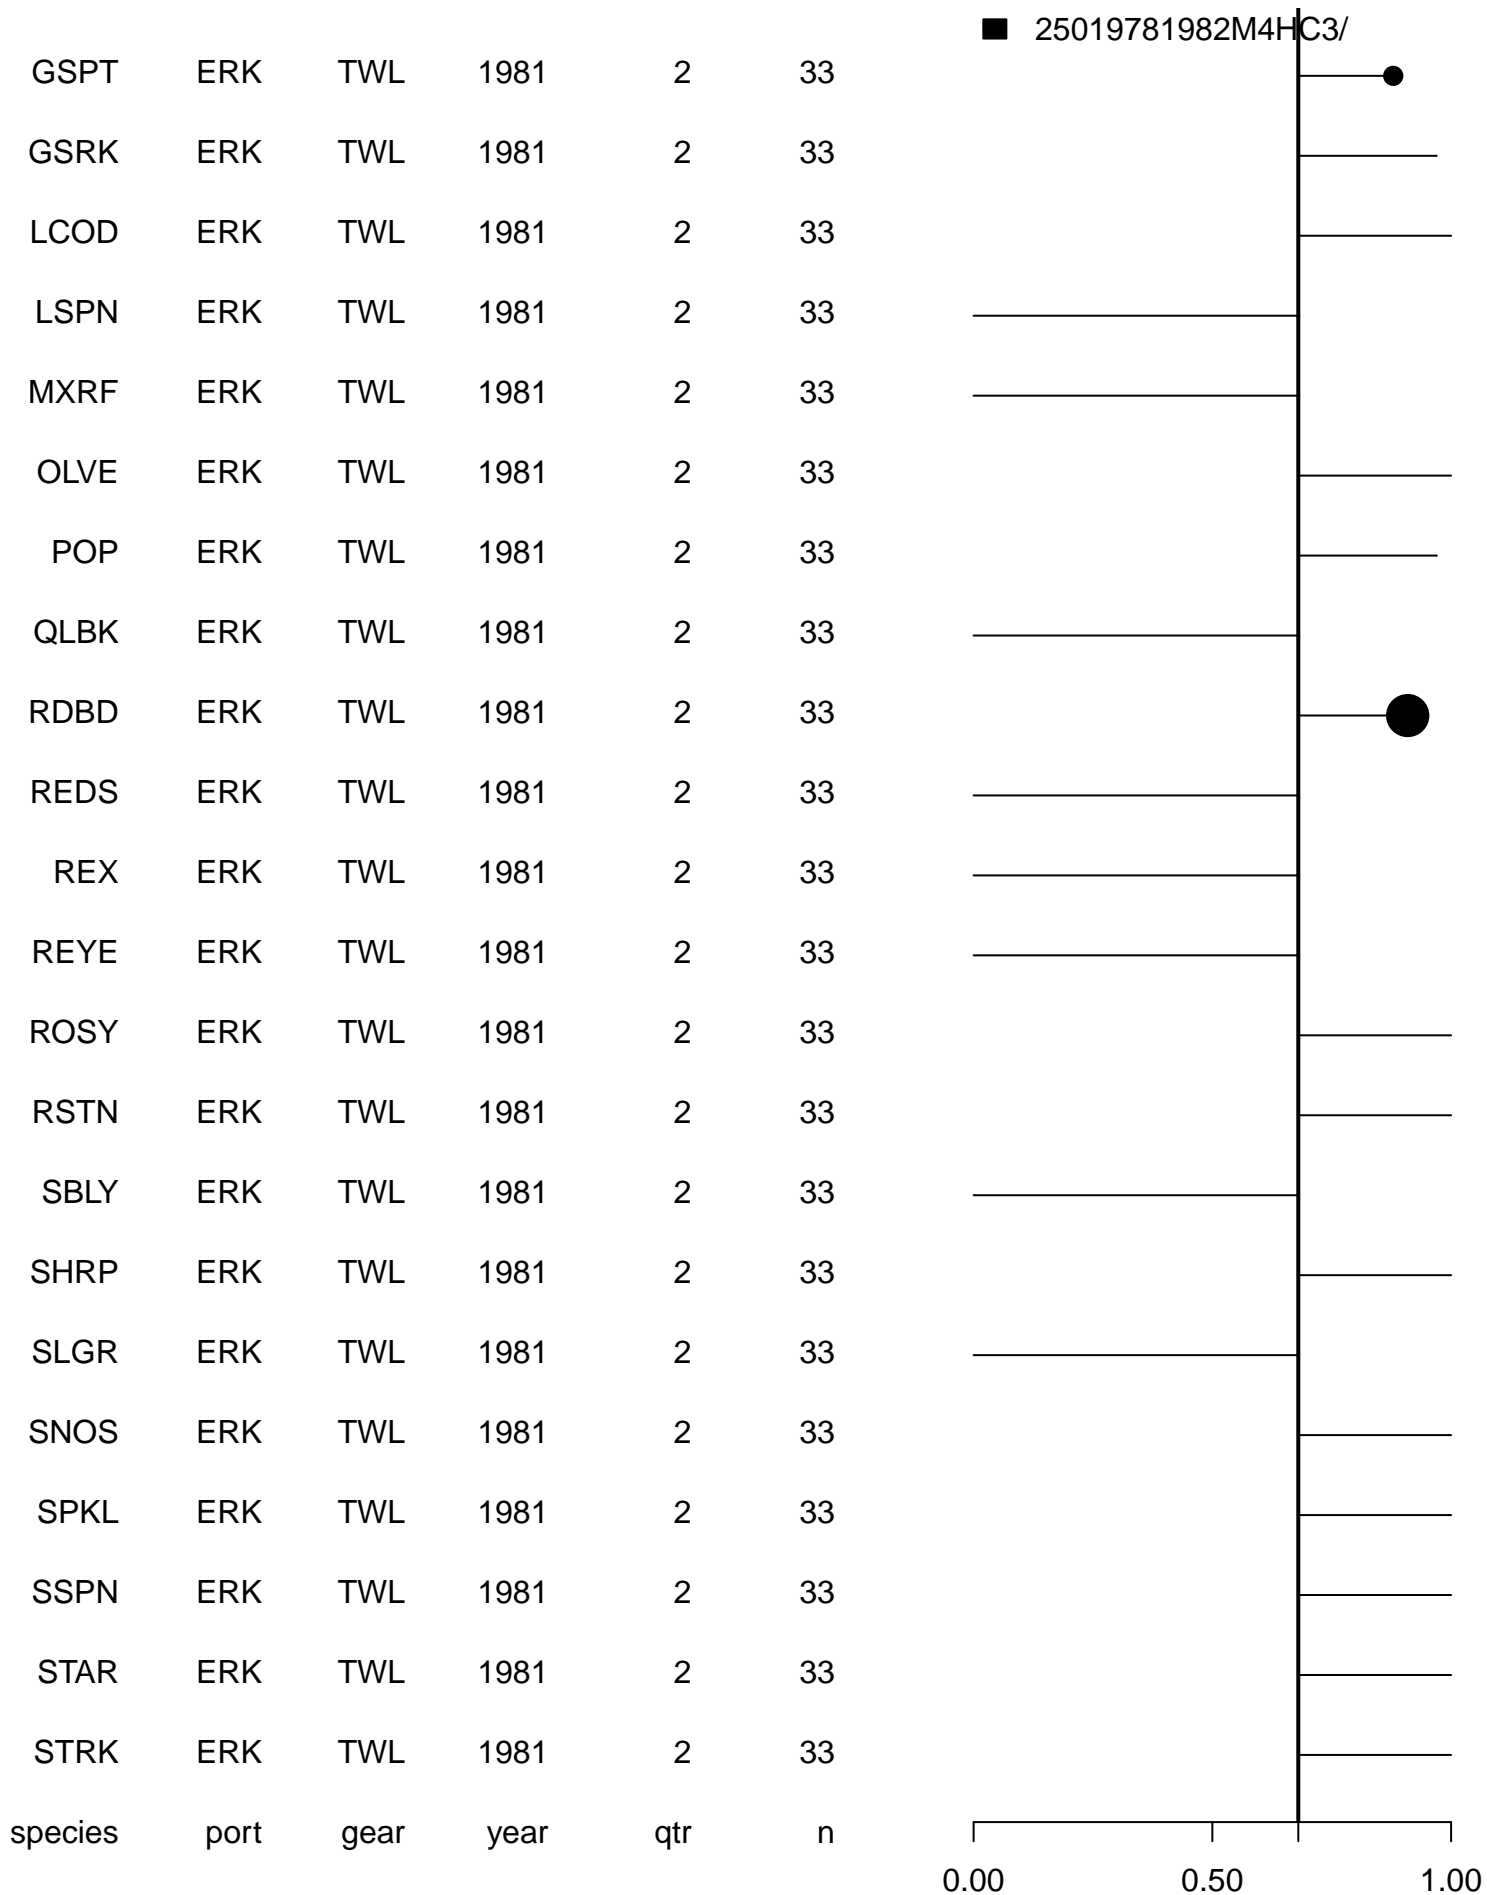 25019781982M4HC3/
GSPT ERK TWL 1981 2 33
GSRK ERK TWL 1981 2 33
LCOD ERK TWL 1981 2 33
LSPN ERK TWL 1981 2 33
MXRF ERK TWL 1981 2 33
OLVE ERK TWL 1981 2 33
POP ERK TWL 1981 2 33
QLBK ERK TWL 1981 2 33
RDBD ERK TWL 1981 2 33
REDS ERK TWL 1981 2 33
REX ERK TWL 1981 2 33
REYE ERK TWL 1981 2 33
ROSY ERK TWL 1981 2 33
RSTN ERK TWL 1981 2 33
SBLY ERK TWL 1981 2 33
SHRP ERK TWL 1981 2 33
SLGR ERK TWL 1981 2 33
SNOS ERK TWL 1981 2 33
SPKL ERK TWL 1981 2 33
SSPN ERK TWL 1981 2 33
STAR ERK TWL 1981 2 33
STRK ERK TWL 1981 2 33
species port gear year qtr n
0.00 0.50 1.00